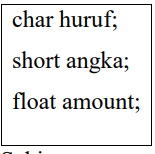 char huruf;
short angka;
float amount;